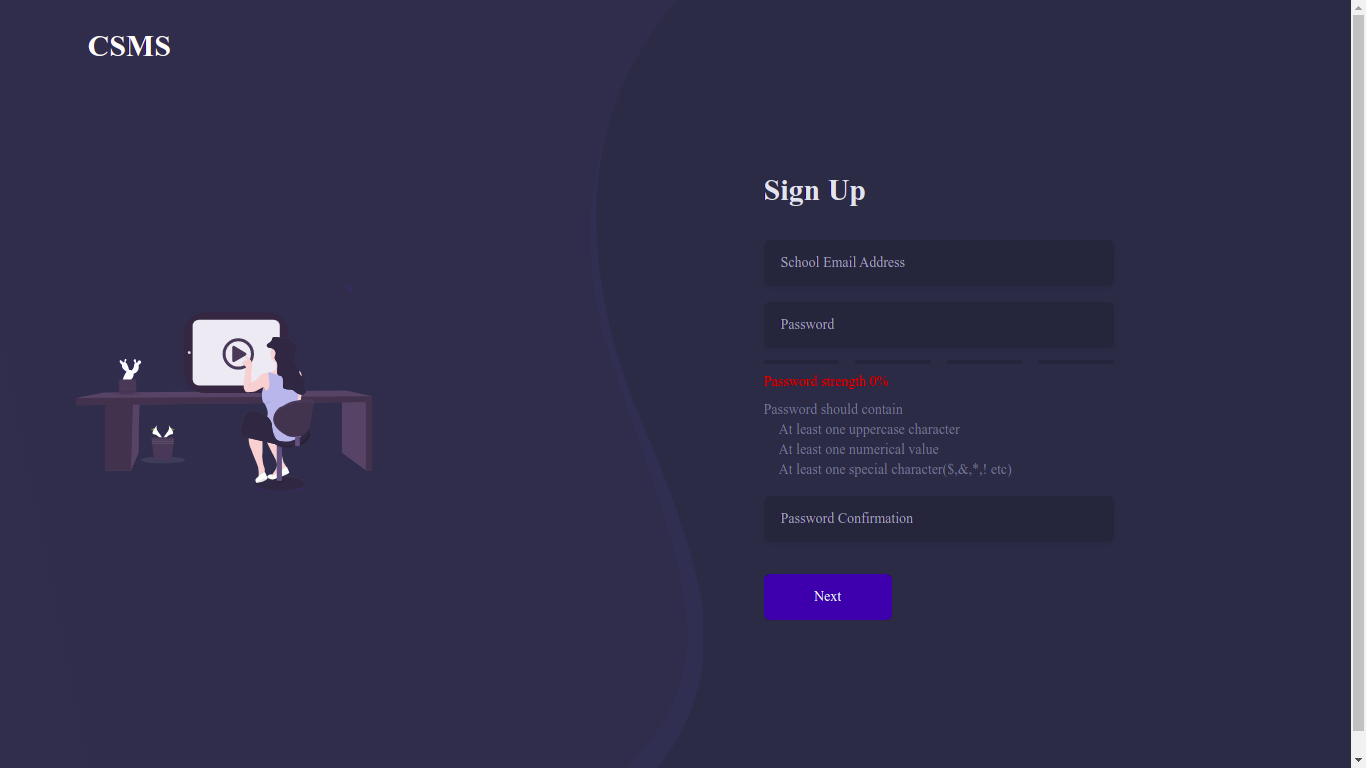 CSMS
Sign Up
School Email Address
Password
Password strength 0%
Password should contain
At least one uppercase character
At least one numerical value
At least one special character($,&,*,! etc)
Password Confirmation
Next